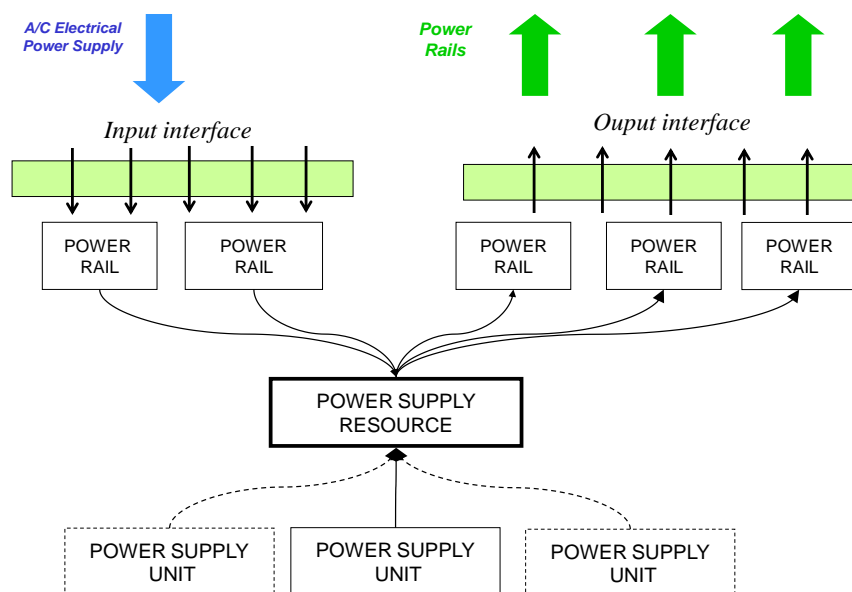 A/C Electrical
Power Supply
Power
Rails
Input interface
Ouput interface
POWER
RAIL
POWER
RAIL
POWER
RAIL
POWER
RAIL
POWER
RAIL
POWER SUPPLY
RESOURCE
POWER SUPPLY
UNIT
POWER SUPPLY
UNIT
POWER SUPPLY
UNIT